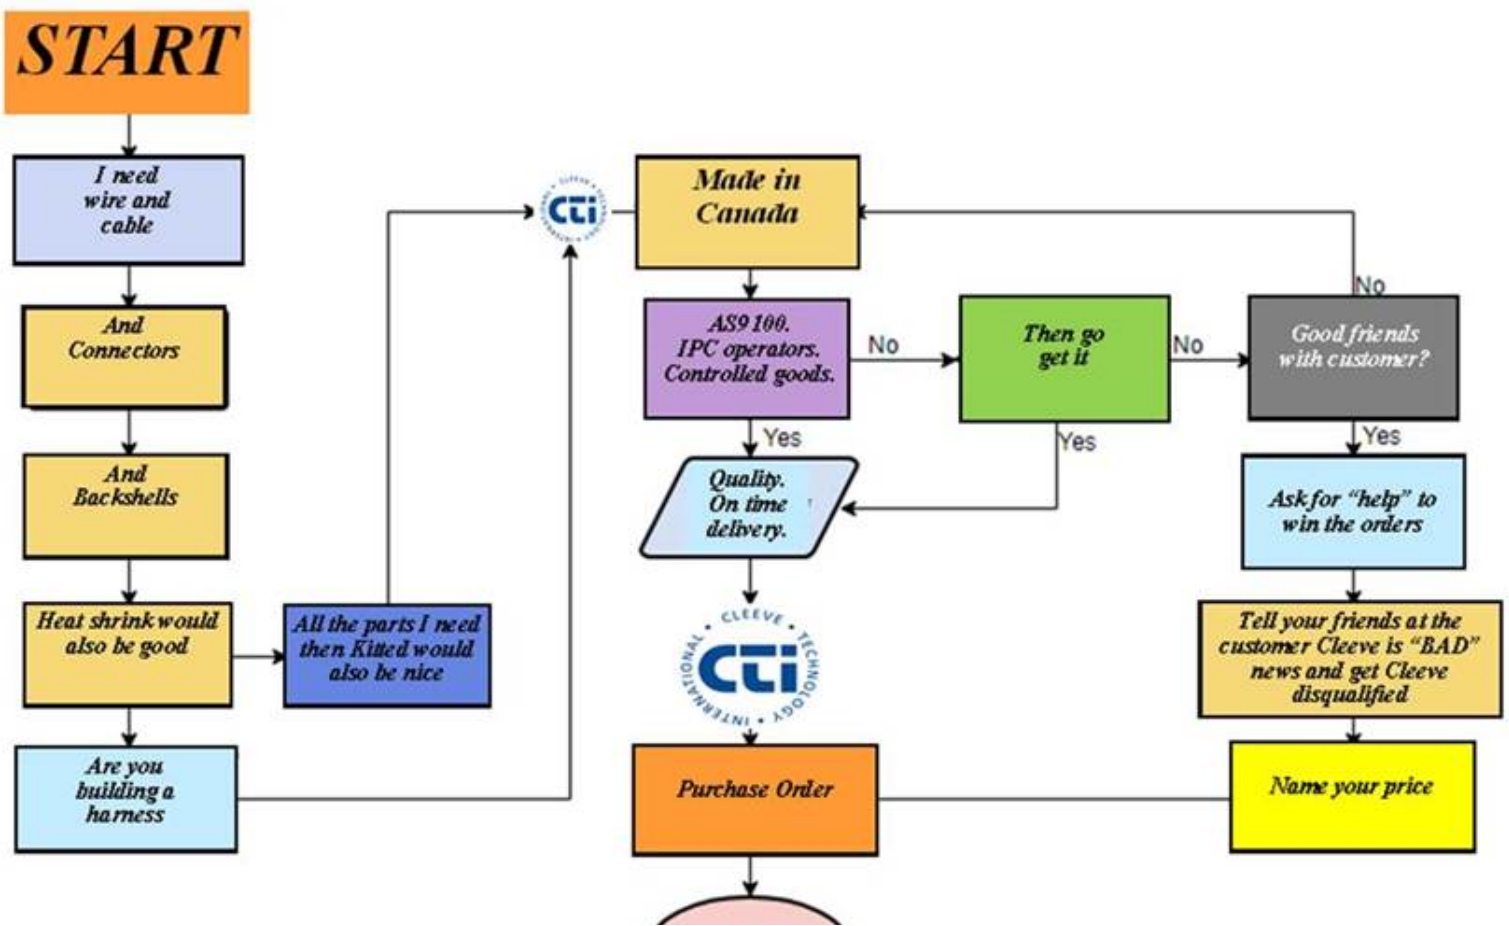 START
I need
wire and
cable
And
Connectors
And
Backshells
Heat shrink would
also be good
All the parts I need
then Kitted would
also be nice
Are you
building a
harness
• CLEEVE • TECHNOLOGY • INTERNATIONAL
CTi
Made in
Canada
AS9100.
IPC operators.
Controlled goods.
No
Then go
get it
No
Good friends
with customer?
No
Yes
Quality.
On time
delivery.
Yes
Yes
Ask for “help” to
win the orders
• CLEEVE • TECHNOLOGY • INTERNATIONAL
CTi
Tell your friends at the
customer Cleeve is “BAD”
news and get Cleeve
disqualified
Purchase Order
Name your price